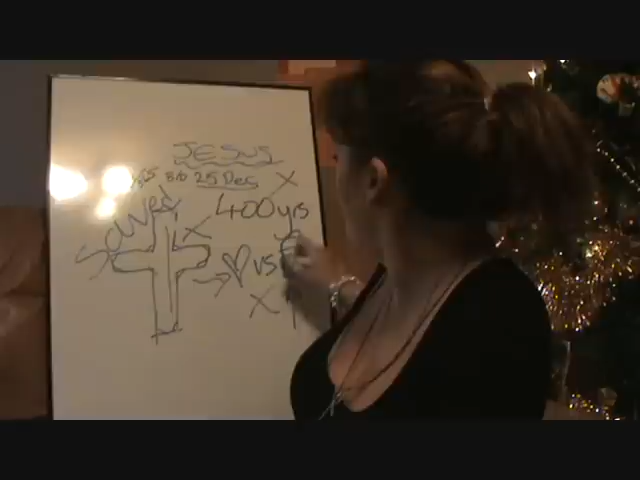 JESUS
25 Dec X
400yrs
Saved X
→ ♡ vs
X